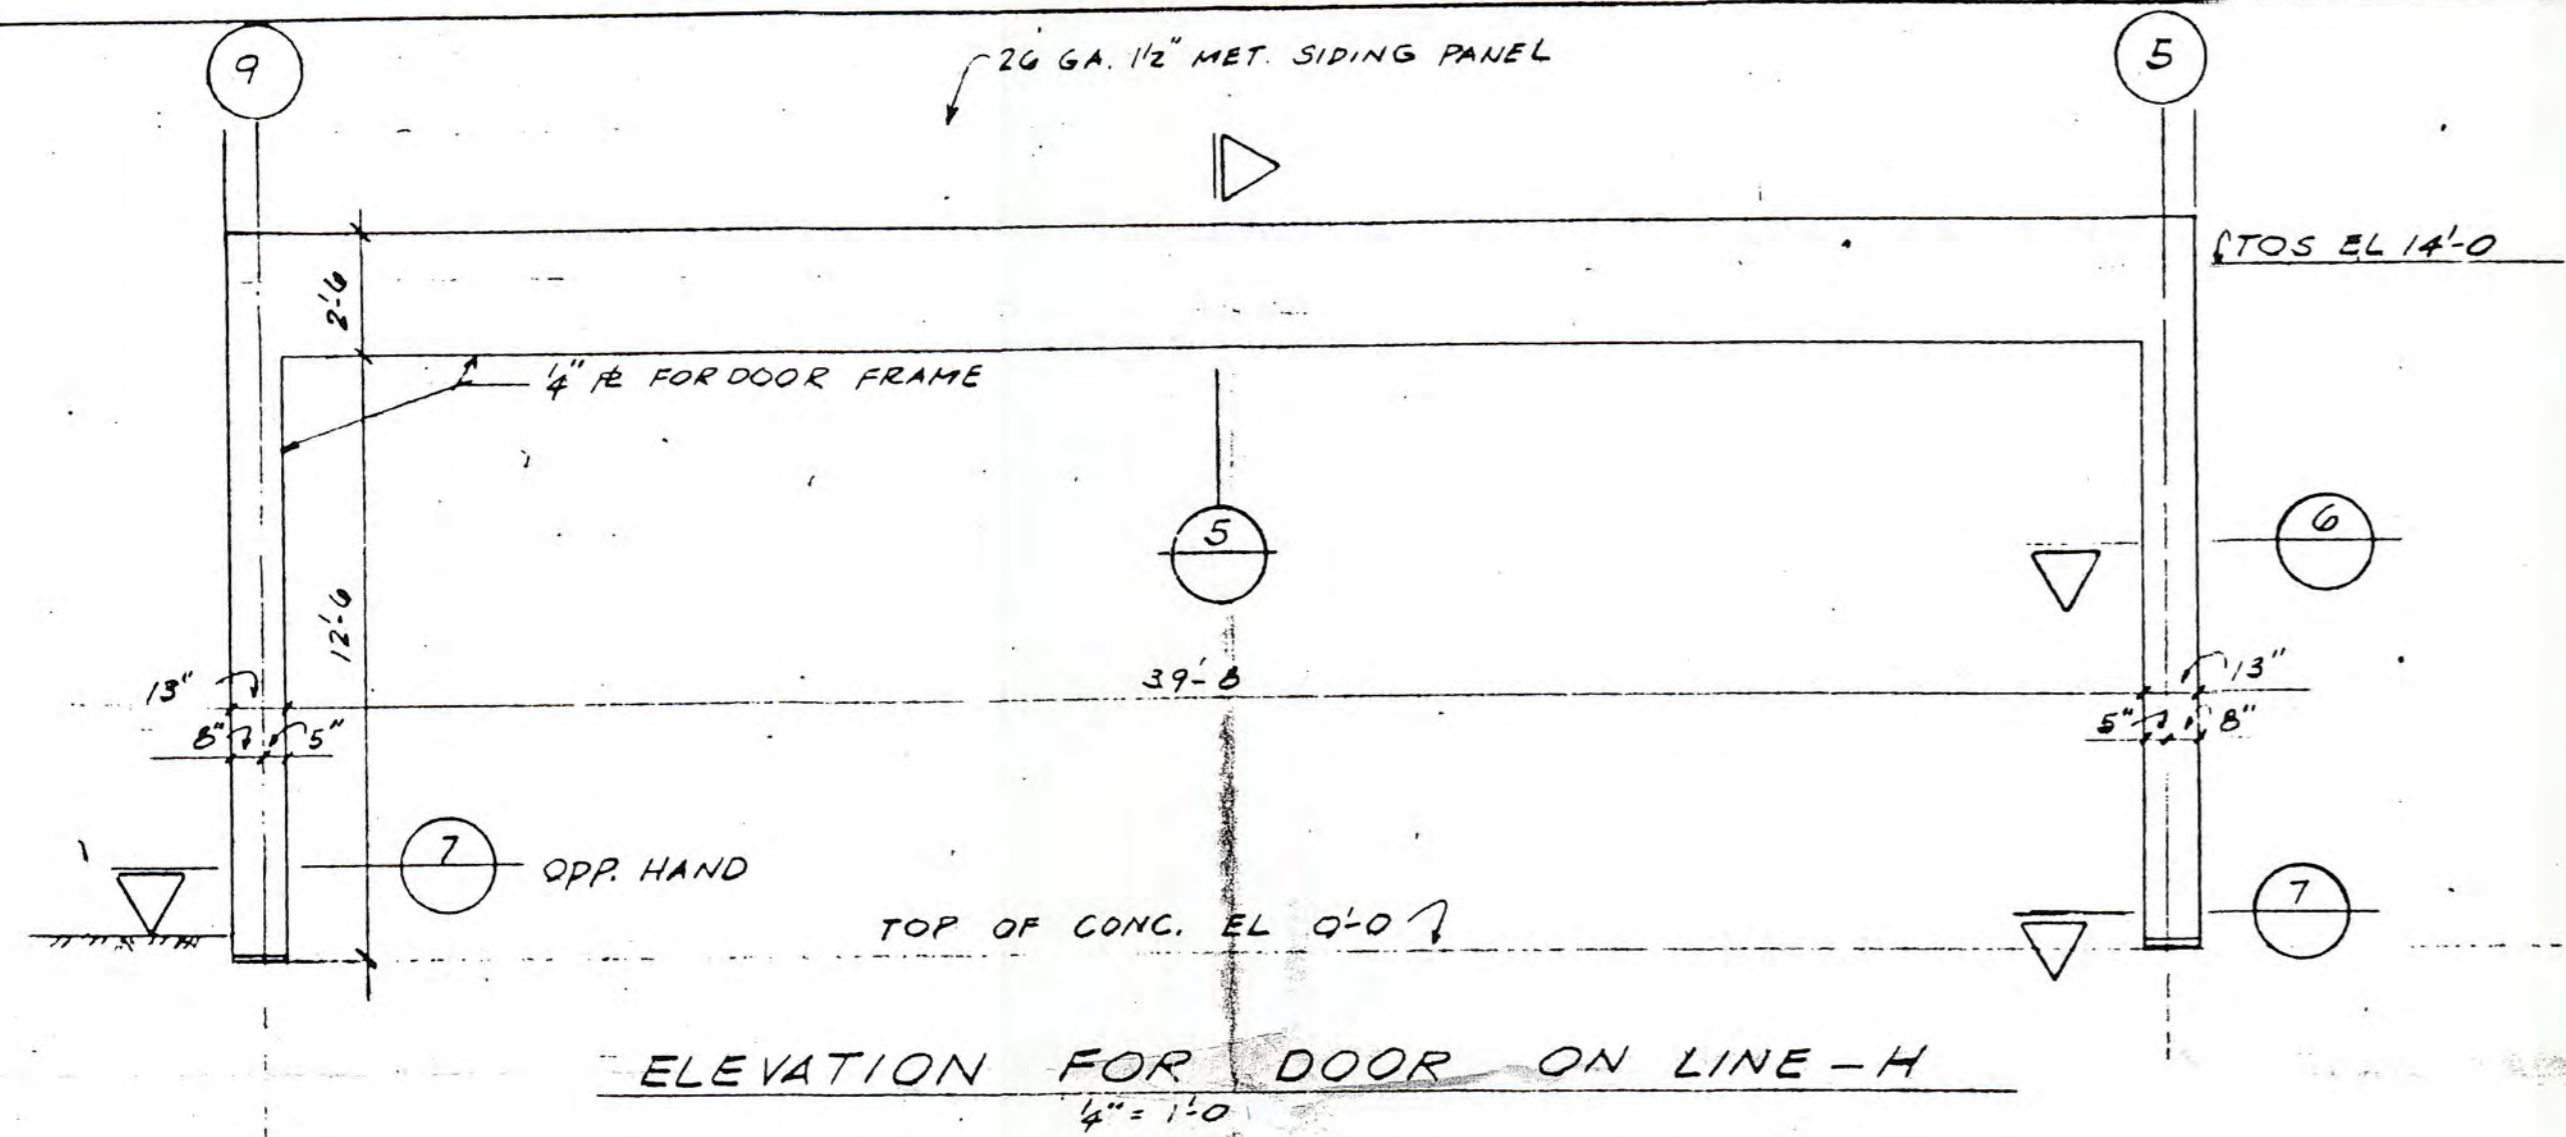 9
26 GA. 1½" MET. SIDING PANEL
5
TOS EL 14'-0
2'-6
¼" ⅊ FOR DOOR FRAME
5
6
12'-6
13"
39'-8
13"
8" 5"
5" 8"
7 OPP. HAND
7
TOP OF CONC. EL 0'-0
ELEVATION FOR DOOR ON LINE - H
¼" = 1'-0